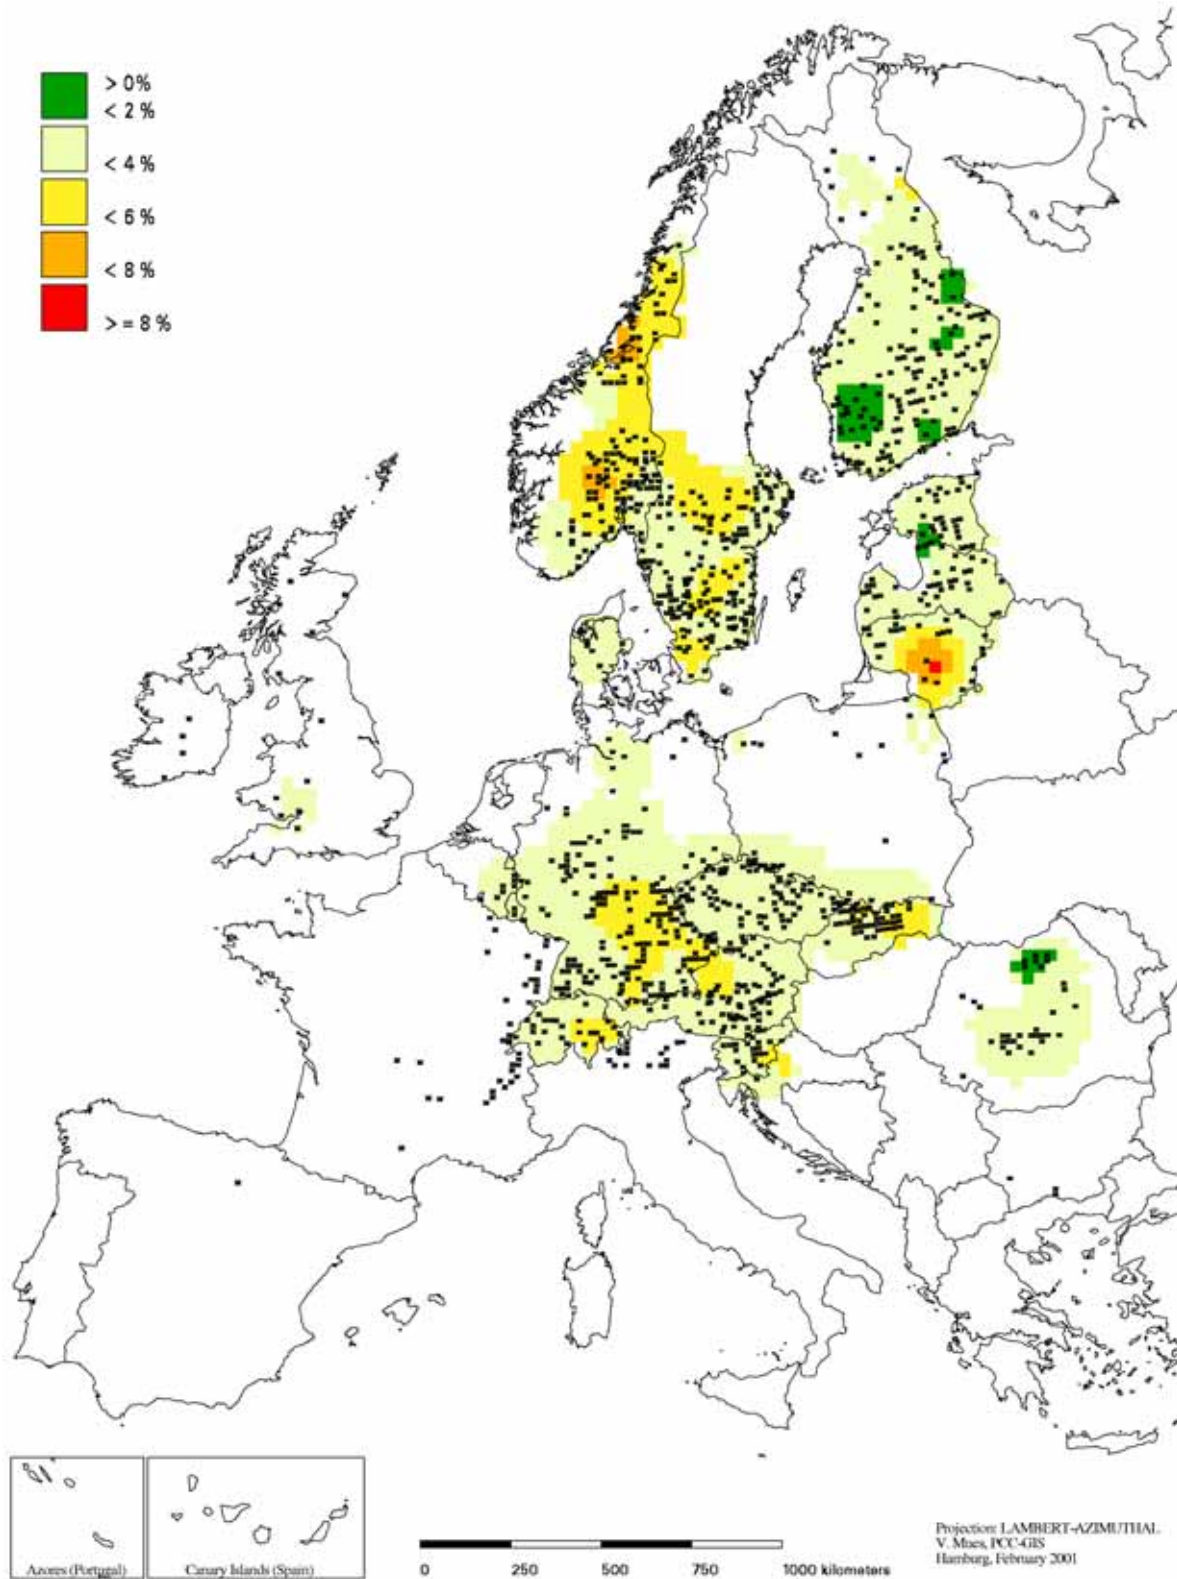 > 0%
< 2 %
< 4 %
< 6 %
< 8 %
> = 8 %
Azores (Portugal)
Canary Islands (Spain)
0 250 500 750 1000 kilometers
Projection: LAMBERT-AZIMUTHAL
V. Mues, PCC-GIS
Hamburg, February 2001